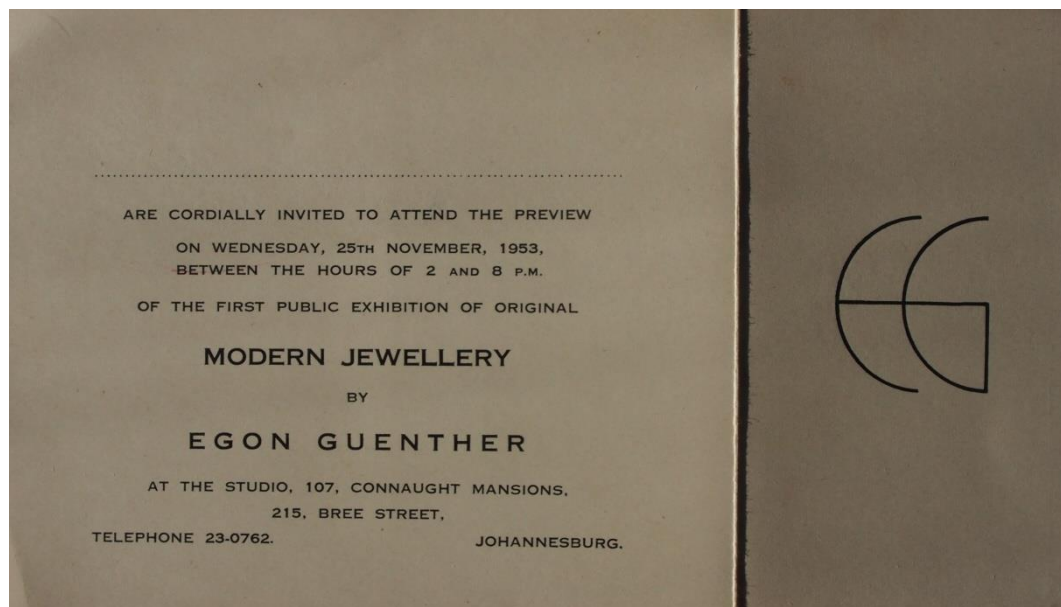 ARE CORDIALLY INVITED TO ATTEND THE PREVIEW
ON WEDNESDAY, 25TH NOVEMBER, 1953,
BETWEEN THE HOURS OF 2 AND 8 P.M.
OF THE FIRST PUBLIC EXHIBITION OF ORIGINAL
MODERN JEWELLERY
BY
EGON GUENTHER
AT THE STUDIO, 107, CONNAUGHT MANSIONS,
215, BREE STREET,
TELEPHONE 23-0762. JOHANNESBURG.
EG